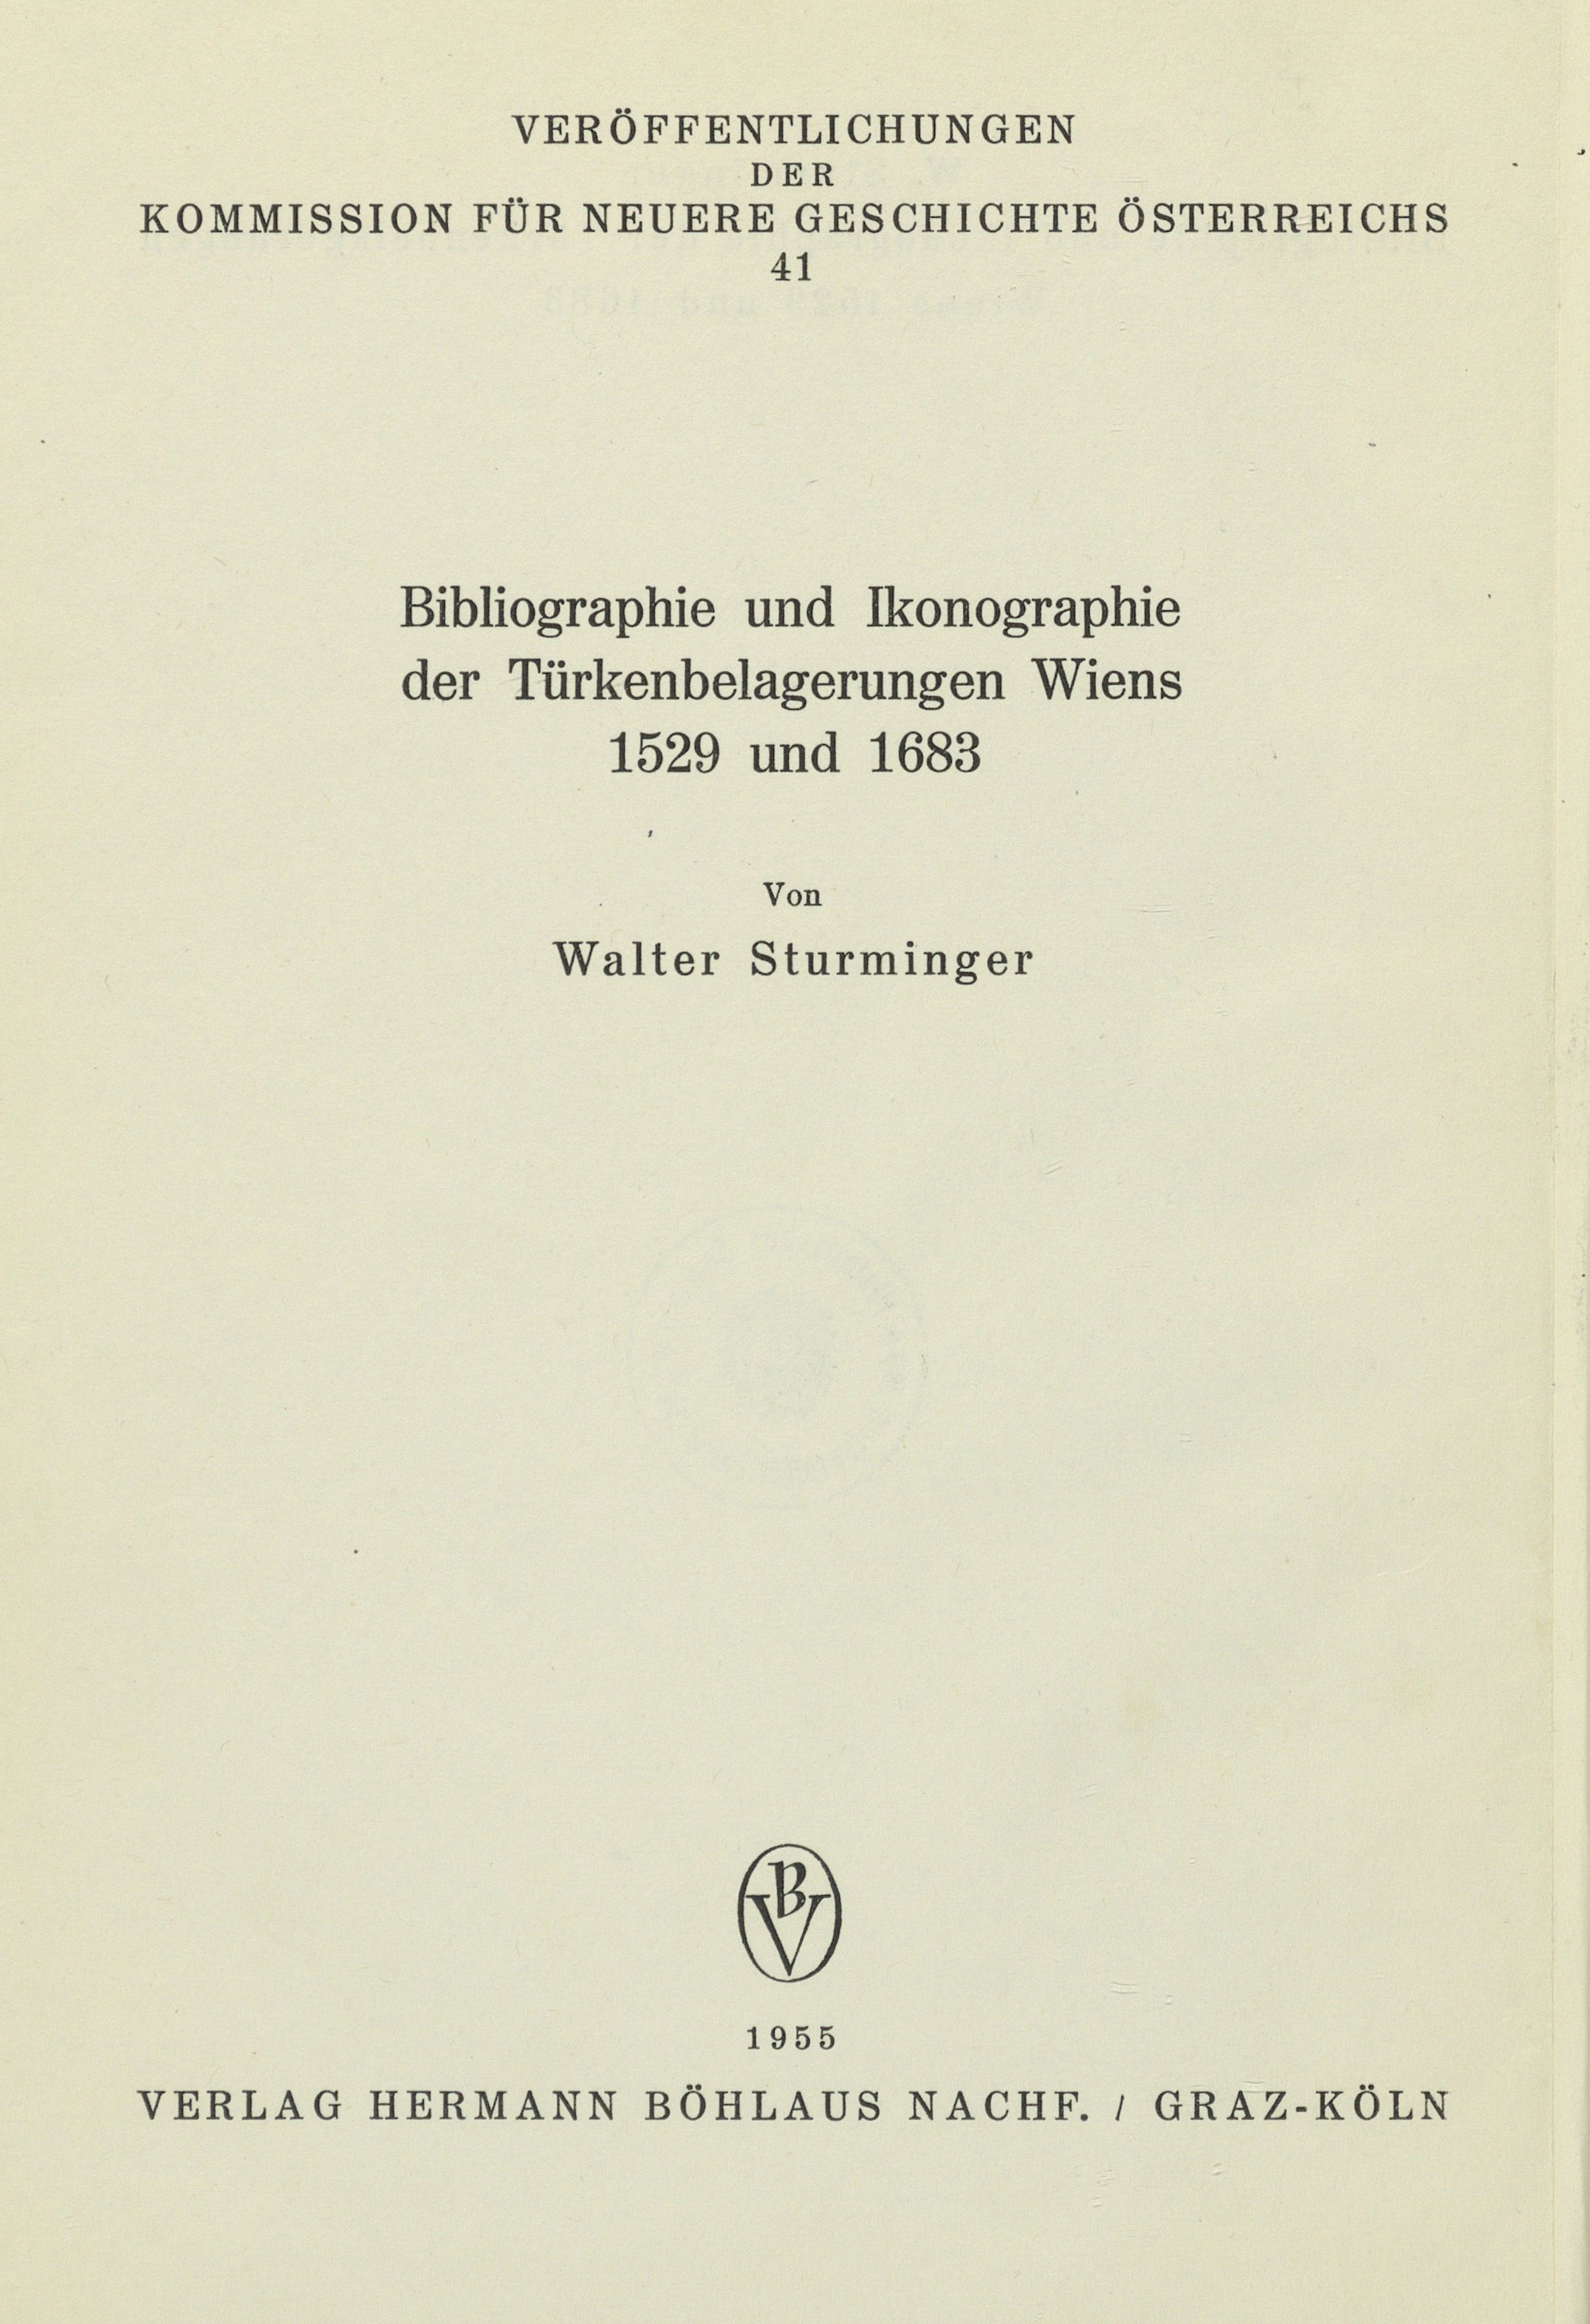 VERÖFFENTLICHUNGEN
DER
KOMMISSION FÜR NEUERE GESCHICHTE ÖSTERREICHS
41
Bibliographie und Ikonographie
der Türkenbelagerungen Wiens
1529 und 1683
Von
Walter Sturminger
BV
1955
VERLAG HERMANN BÖHLAUS NACHF. / GRAZ-KÖLN